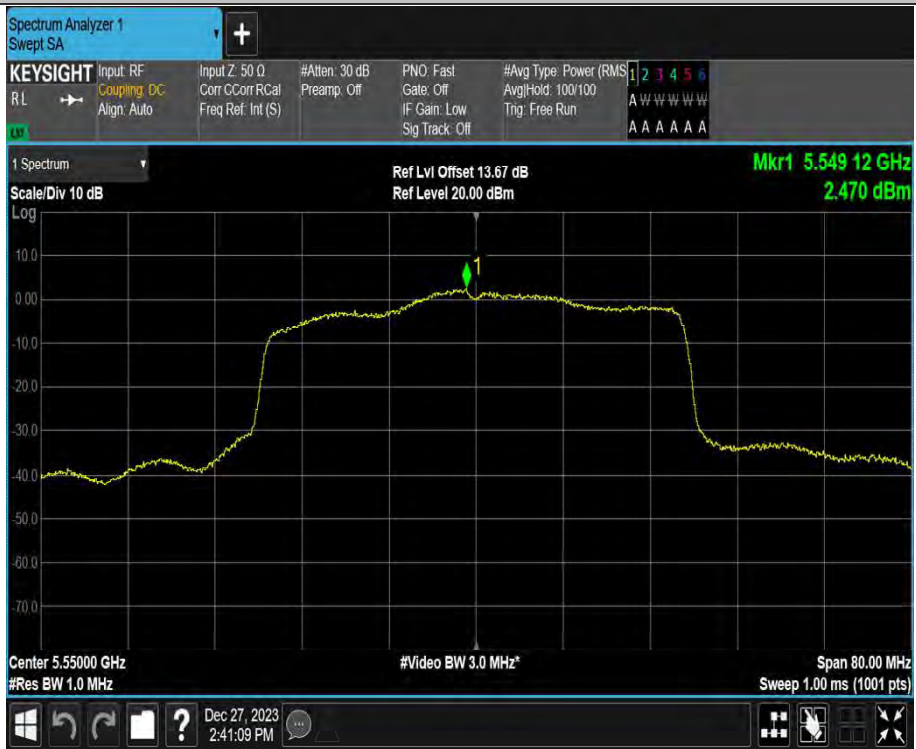 Spectrum Analyzer 1
Swept SA
+
KEYSIGHT
RL
Input: RF
Coupling: DC
Align: Auto
Input Z: 50 Ω
Corr CCorr RCal
Freq Ref: Int (S)
#Atten: 30 dB
Preamp: Off
PNO: Fast
Gate: Off
IF Gain: Low
Sig Track: Off
#Avg Type: Power (RMS
Avg|Hold: 100/100
Trig: Free Run
1 2 3 4 5 6
A W W W W W
A A A A A A
1 Spectrum
Scale/Div 10 dB
Ref Lvl Offset 13.67 dB
Ref Level 20.00 dBm
Mkr1 5.549 12 GHz
2.470 dBm
Log
10.0
0.00
-10.0
-20.0
-30.0
-40.0
-50.0
-60.0
-70.0
1
Center 5.55000 GHz
#Res BW 1.0 MHz
#Video BW 3.0 MHz*
Span 80.00 MHz
Sweep 1.00 ms (1001 pts)
?
Dec 27, 2023
2:41:09 PM